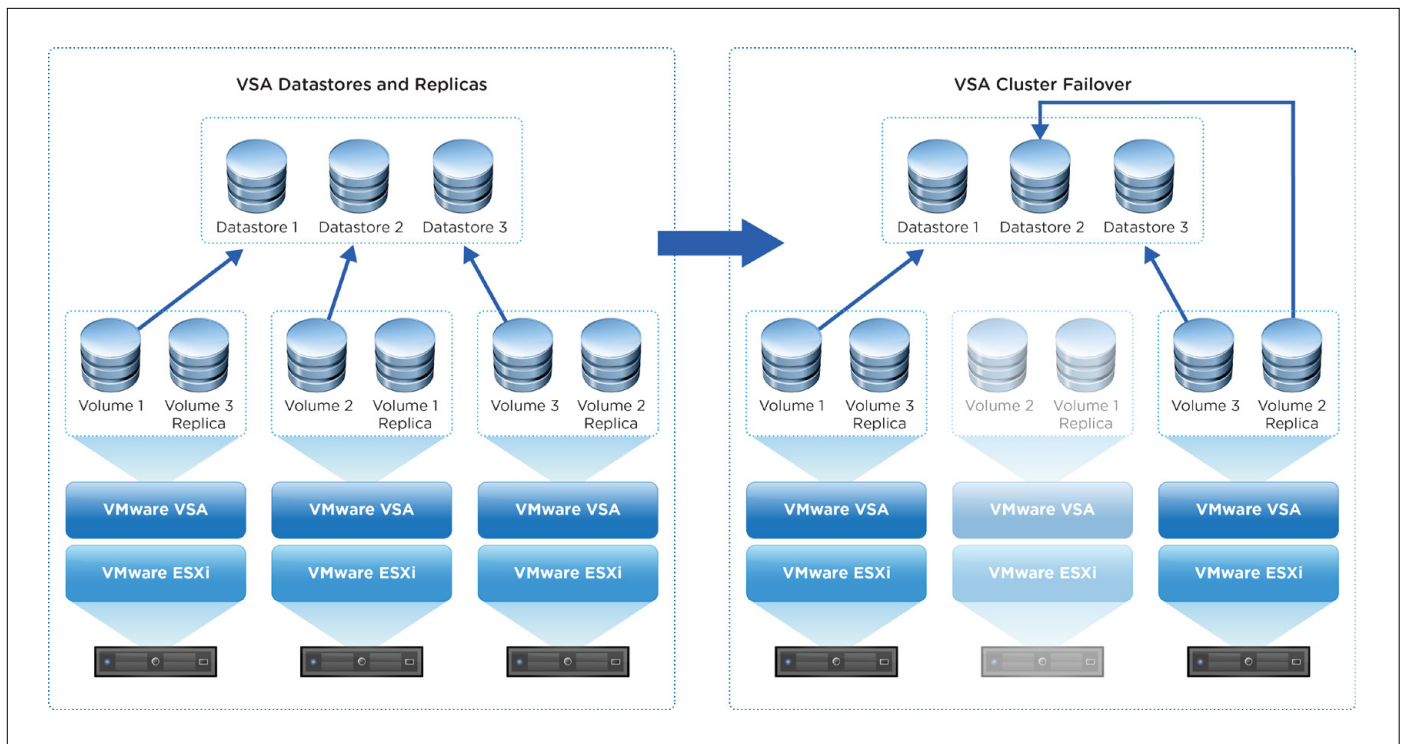 VSA Datastores and Replicas
Datastore 1 Datastore 2 Datastore 3
Volume 1 Volume 3 Replica Volume 2 Volume 1 Replica Volume 3 Volume 2 Replica
VMware VSA VMware VSA VMware VSA
VMware ESXi VMware ESXi VMware ESXi
VSA Cluster Failover
Datastore 1 Datastore 2 Datastore 3
Volume 1 Volume 3 Replica Volume 2 Volume 1 Replica Volume 3 Volume 2 Replica
VMware VSA VMware VSA VMware VSA
VMware ESXi VMware ESXi VMware ESXi